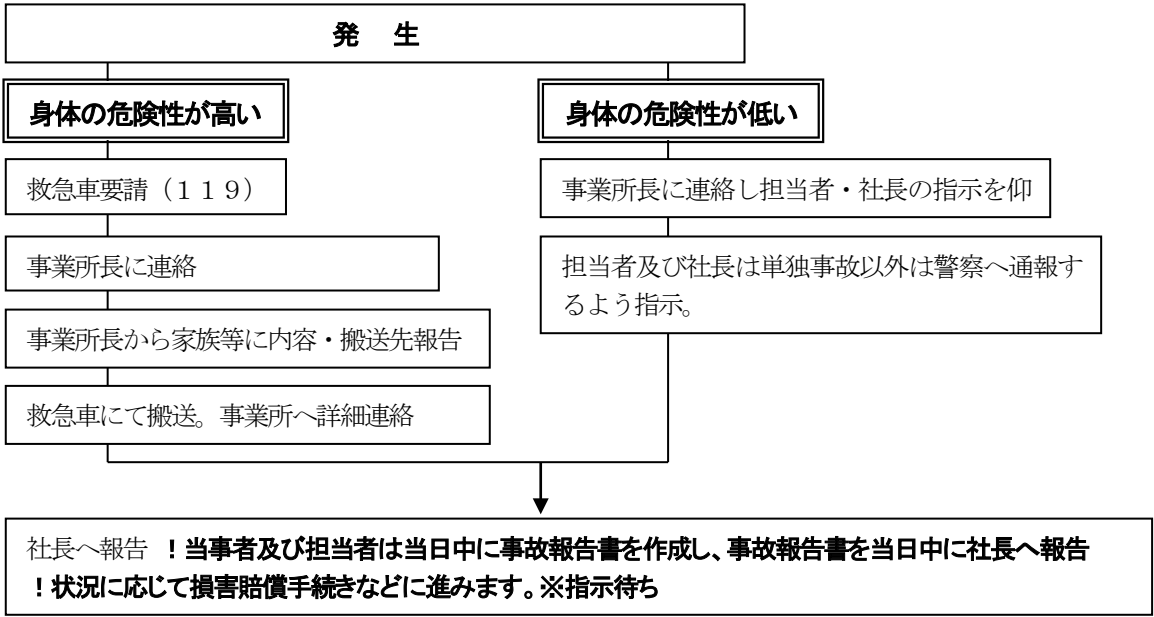 発　生
身体の危険性が高い
身体の危険性が低い
救急車要請（１１９）
事業所長に連絡し担当者・社長の指示を仰
事業所長に連絡
担当者及び社長は単独事故以外は警察へ通報す
るよう指示。
事業所長から家族等に内容・搬送先報告
救急車にて搬送。事業所へ詳細連絡
社長へ報告　！当事者及び担当者は当日中に事故報告書を作成し、事故報告書を当日中に社長へ報告
！状況に応じて損害賠償手続きなどに進みます。※指示待ち